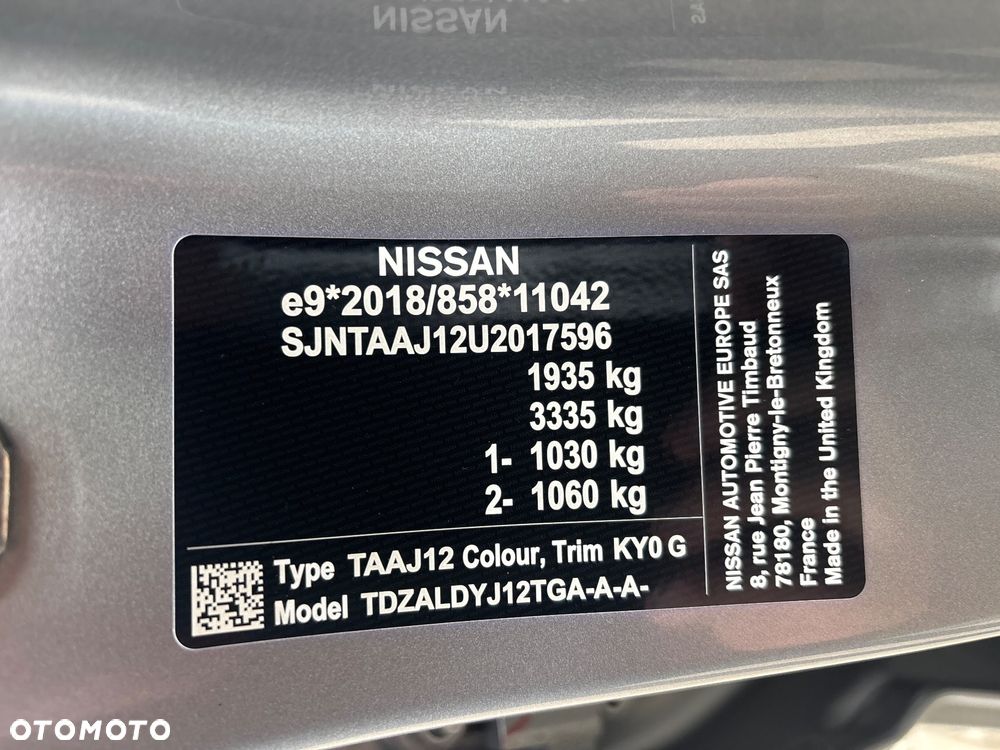 NISSAN
NISSAN
e9*2018/858*11042
SJNTAAJ12U2017596
1935 kg
3335 kg
1- 1030 kg
2- 1060 kg
Type TAAJ12 Colour, Trim KY0 G
Model TDZALDYJ12TGA-A-A-
NISSAN AUTOMOTIVE EUROPE SAS
8, rue Jean Pierre Timbaud
78180, Montigny-le-Bretonneux
France
Made in the United Kingdom
OTOMOTO